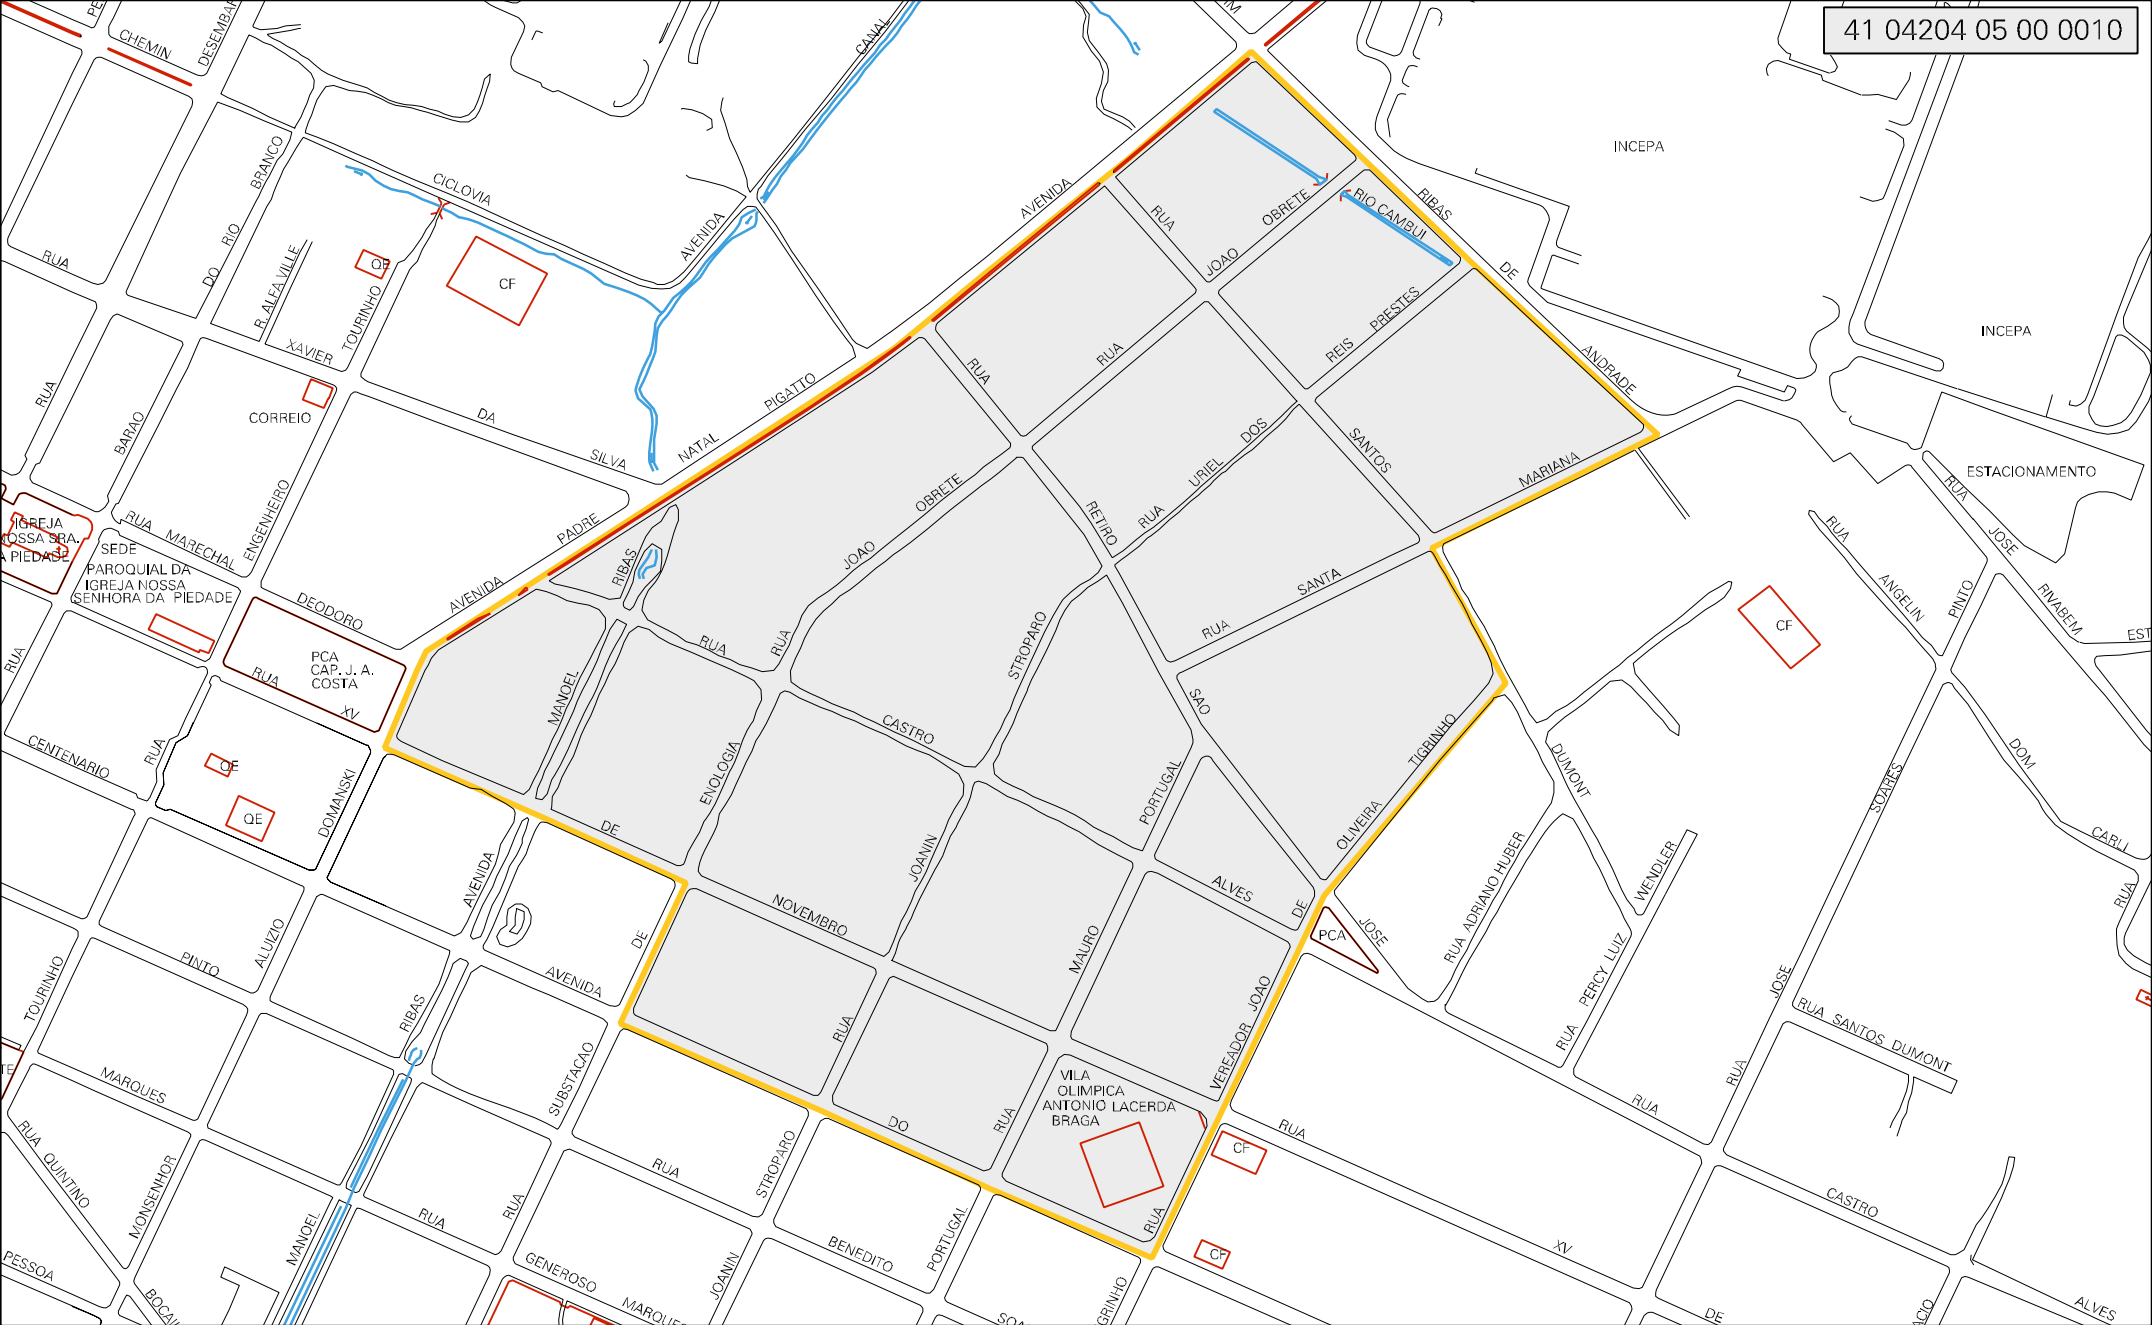 41 04204 05 00 0010
CHEMIN
CANAL
BRANCO
RIO
DO
CICLOVIA
AVENIDA
AVENIDA
RUA
R. ALFA VILLE
TOURINHO
QE
CF
XAVIER
CORREIO
DA
SILVA
NATAL
PIGATTO
PADRE
AVENIDA
RUA
BARAO
ENGENHEIRO
RUA
MARECHAL
DEODORO
IGREJA
A PIEDADE
SEDE
PAROQUIAL DA
IGREJA NOSSA
SENHORA DA PIEDADE
PCA
CAP. J. A.
COSTA
RUA
XV
RUA
CENTENARIO
RUA
QE
QE
DOMANSKI
INCEPA
INCEPA
RIBAS
DE
ANDRADE
RIO CAMBUI
RUA
OBRETE
JOAO
REIS
PRESTES
RUA
RUA
SANTOS
DOS
URIEL
RUA
MARIANA
SANTA
RUA
RETIRO
OBRETE
JOAO
RUA
RIBAS
RUA
MANOEL
STROPARO
CASTRO
ENOLOGIA
SAO
PORTUGAL
TIGRINHO
OLIVEIRA
JOANIN
ALVES
DE
DE
NOVEMBRO
MAURO
JOAO
VEREADOR
RUA
RUA
DO
RUA
VILA
OLIMPICA
ANTONIO LACERDA
BRAGA
PCA
JOSE
ESTACIONAMENTO
RUA
JOSE
RIVABEM
EST
RUA
ANGELIN
PINTO
CF
DUMONT
DOM
CARLI
SOARES
RUA
WENDLER
RUA ADRIANO HUBER
PERCY LUIZ
RUA
JOSE
RUA
RUA SANTOS DUMONT
RUA
RUA
CASTRO
ALVES
XV
DE
CF
CF
AVENIDA
DE
AVENIDA
ALUIZIO
PINTO
TOURINHO
RIBAS
SUBSTACAO
MARQUES
RUA
QUINTINO
MONSENHOR
MANOEL
RUA
RUA
RUA
STROPARO
PORTUGAL
BENEDITO
JOANIN
GENEROSO
PESSOA